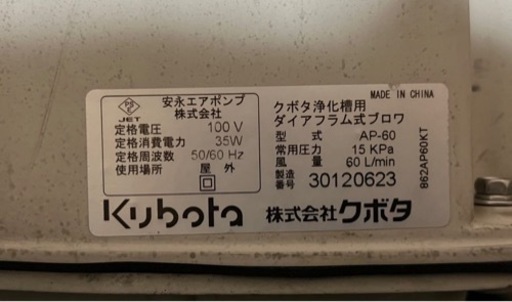 PS
E
JET
安永エアポンプ
株式会社
定格電圧 100 V
定格消費電力 35W
定格周波数 50/60 Hz
使用場所 屋 外
MADE IN CHINA
クボタ浄化槽用
ダイアフラム式ブロワ
型 式 AP-60
常用圧力 15 KPa
風 量 60 L/min
製造
番号 30120623
862AP60KT
Kubota 株式会社クボタ